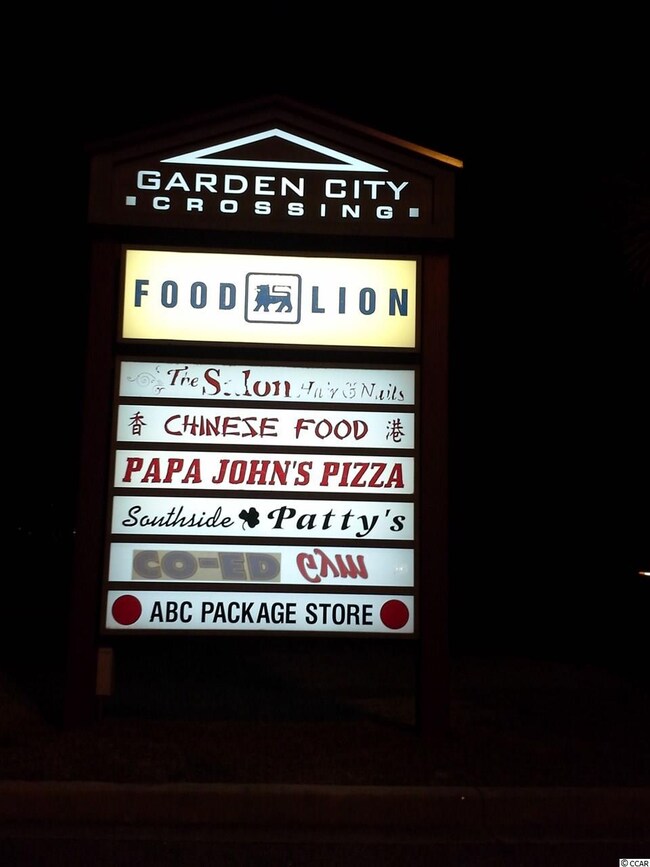 GARDEN CITY
CROSSING
FOOD LION
The Salon Hair & Nails
香 CHINESE FOOD 港
PAPA JOHN'S PIZZA
Southside Patty's
CO-ED Gym
ABC PACKAGE STORE
© CCAR